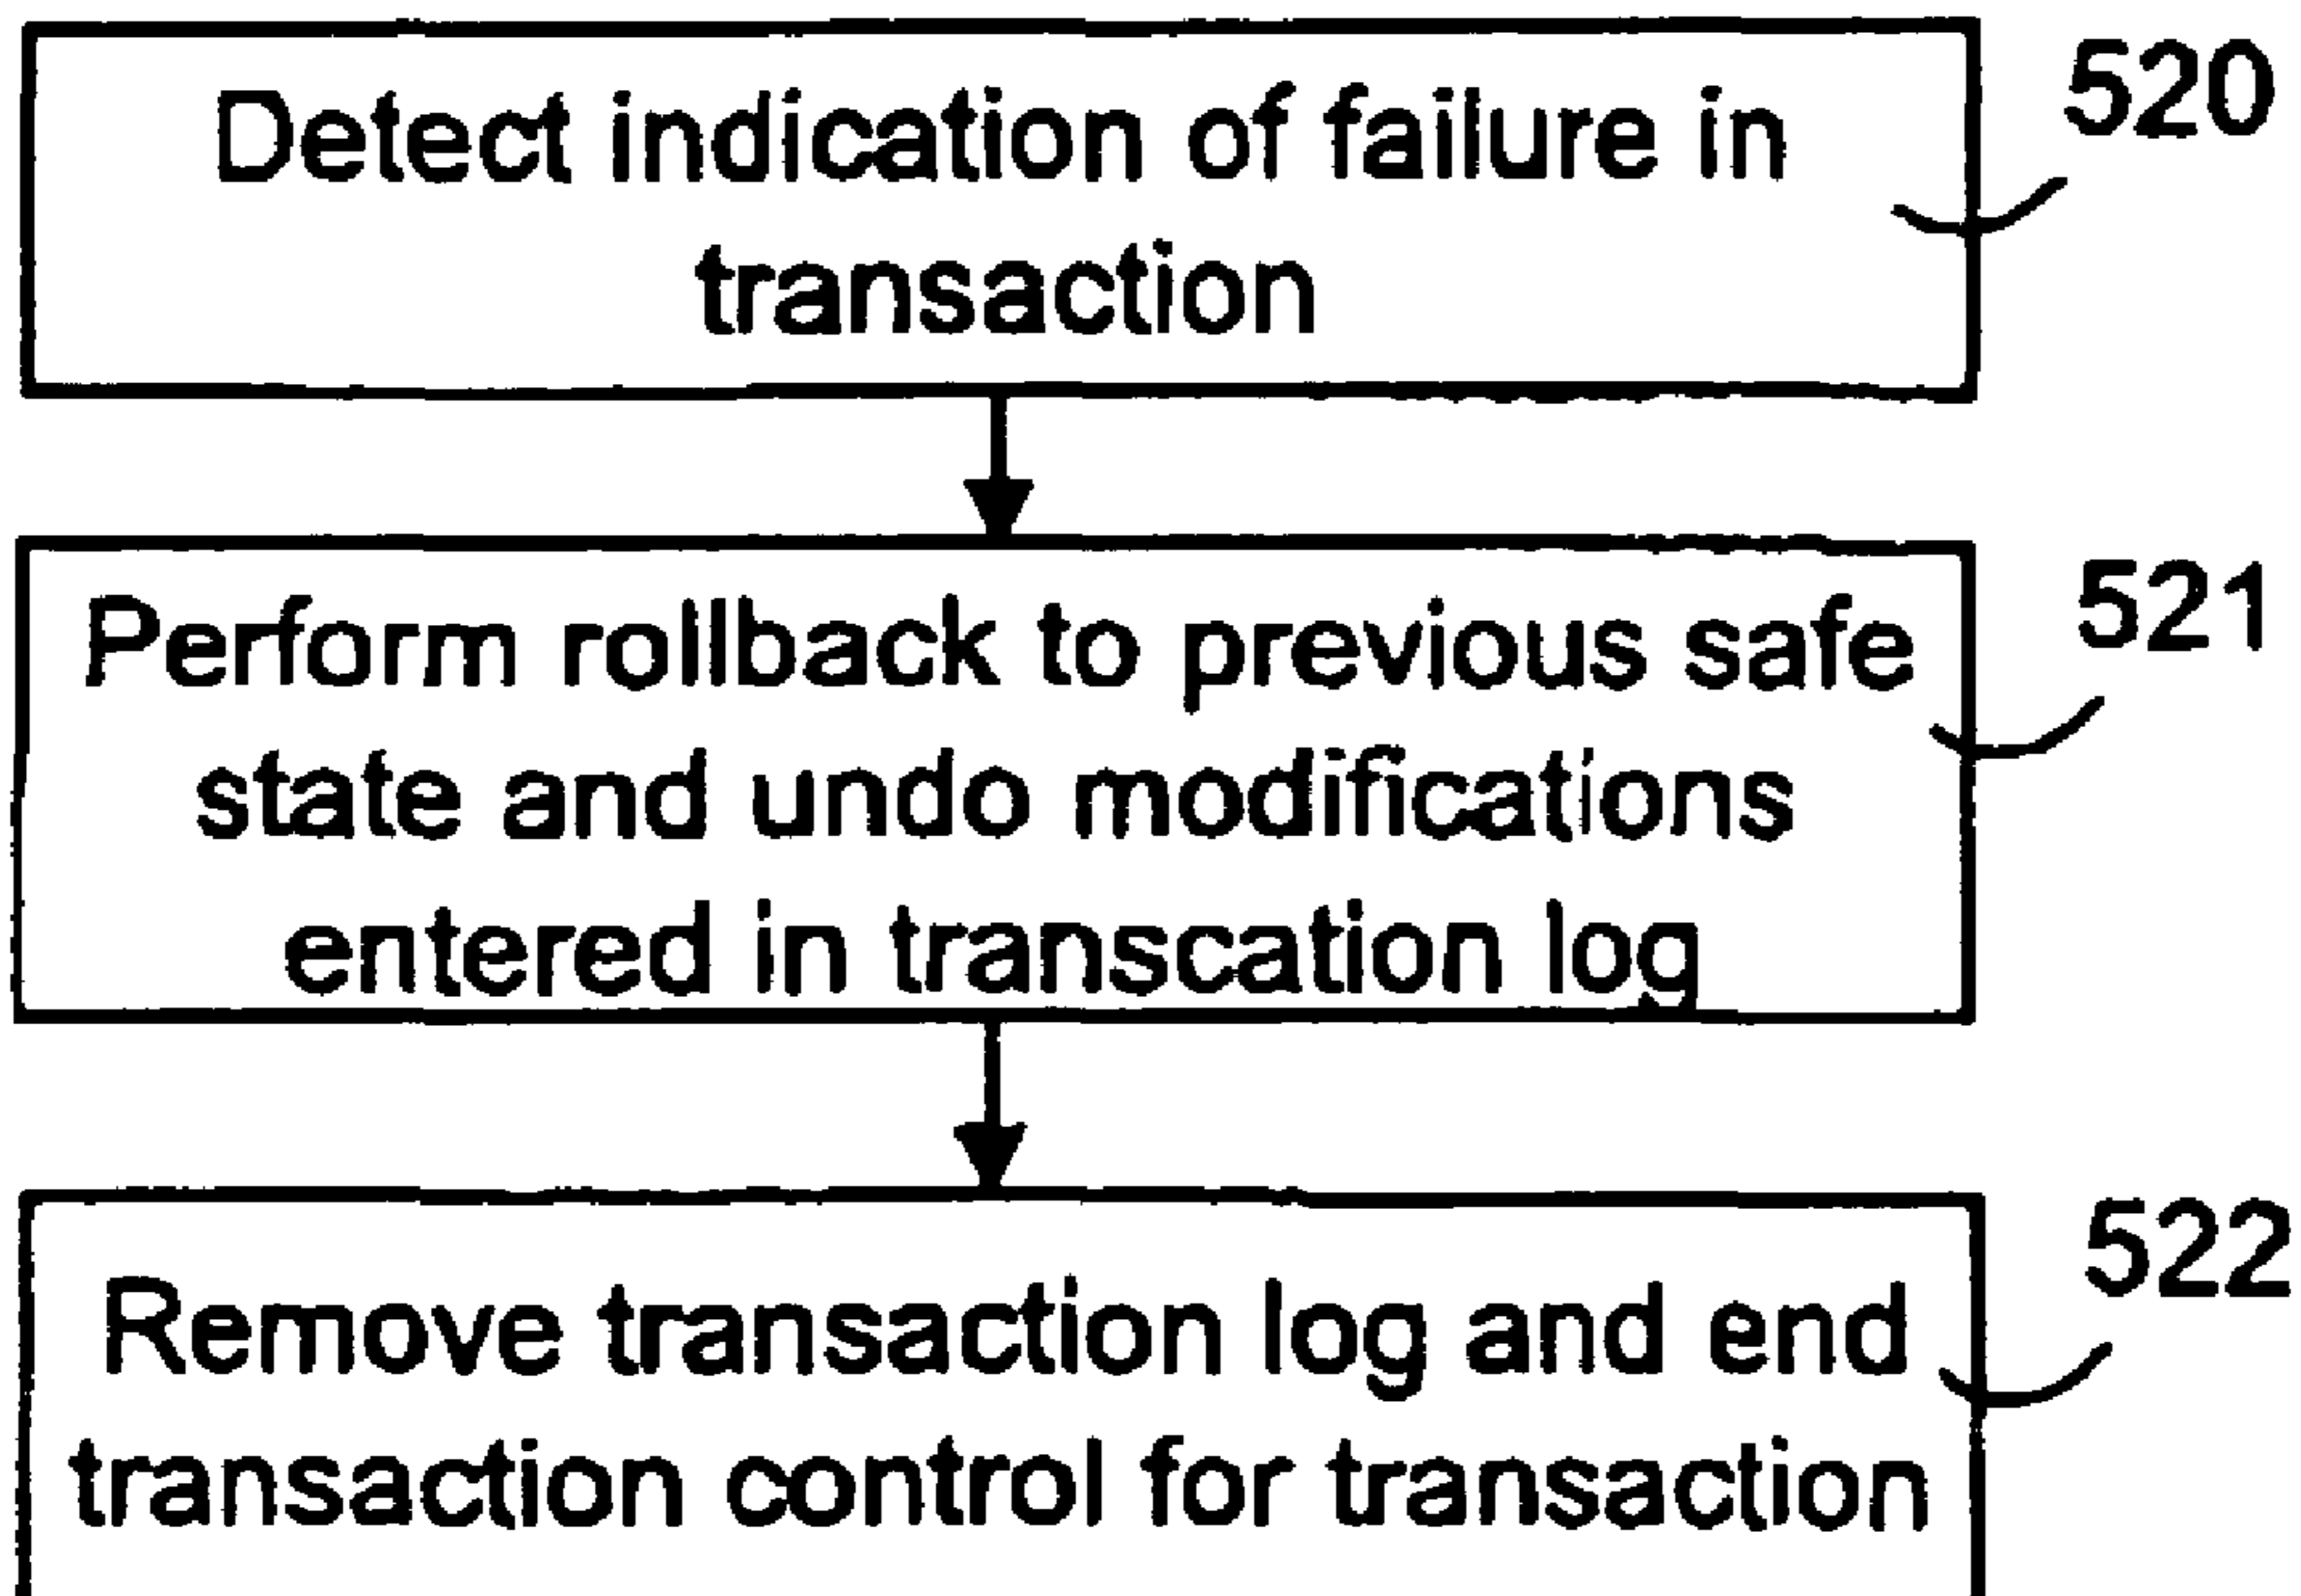 Detect indication of failure in
transaction
520
Perform rollback to previous safe
state and undo modifications
entered in transcation log
521
Remove transaction log and end
transaction control for transaction
522